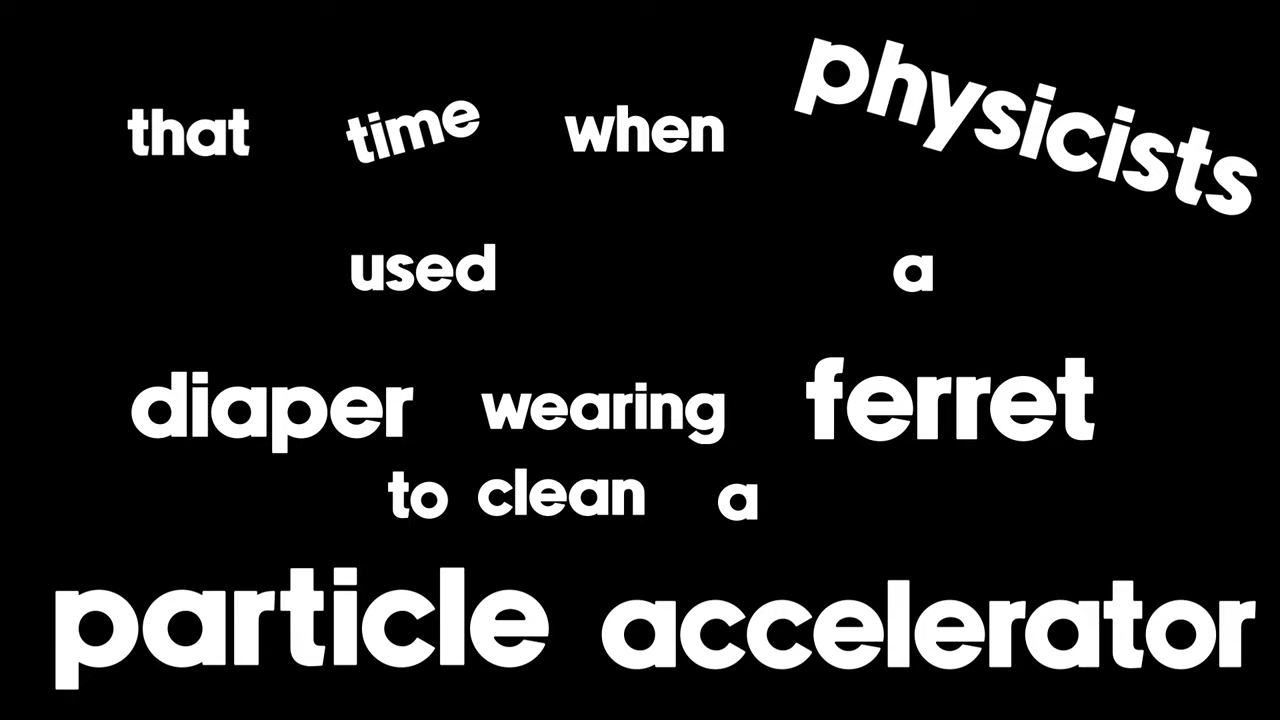 that time when physicists
used a
diaper wearing ferret
to clean a
particle accelerator